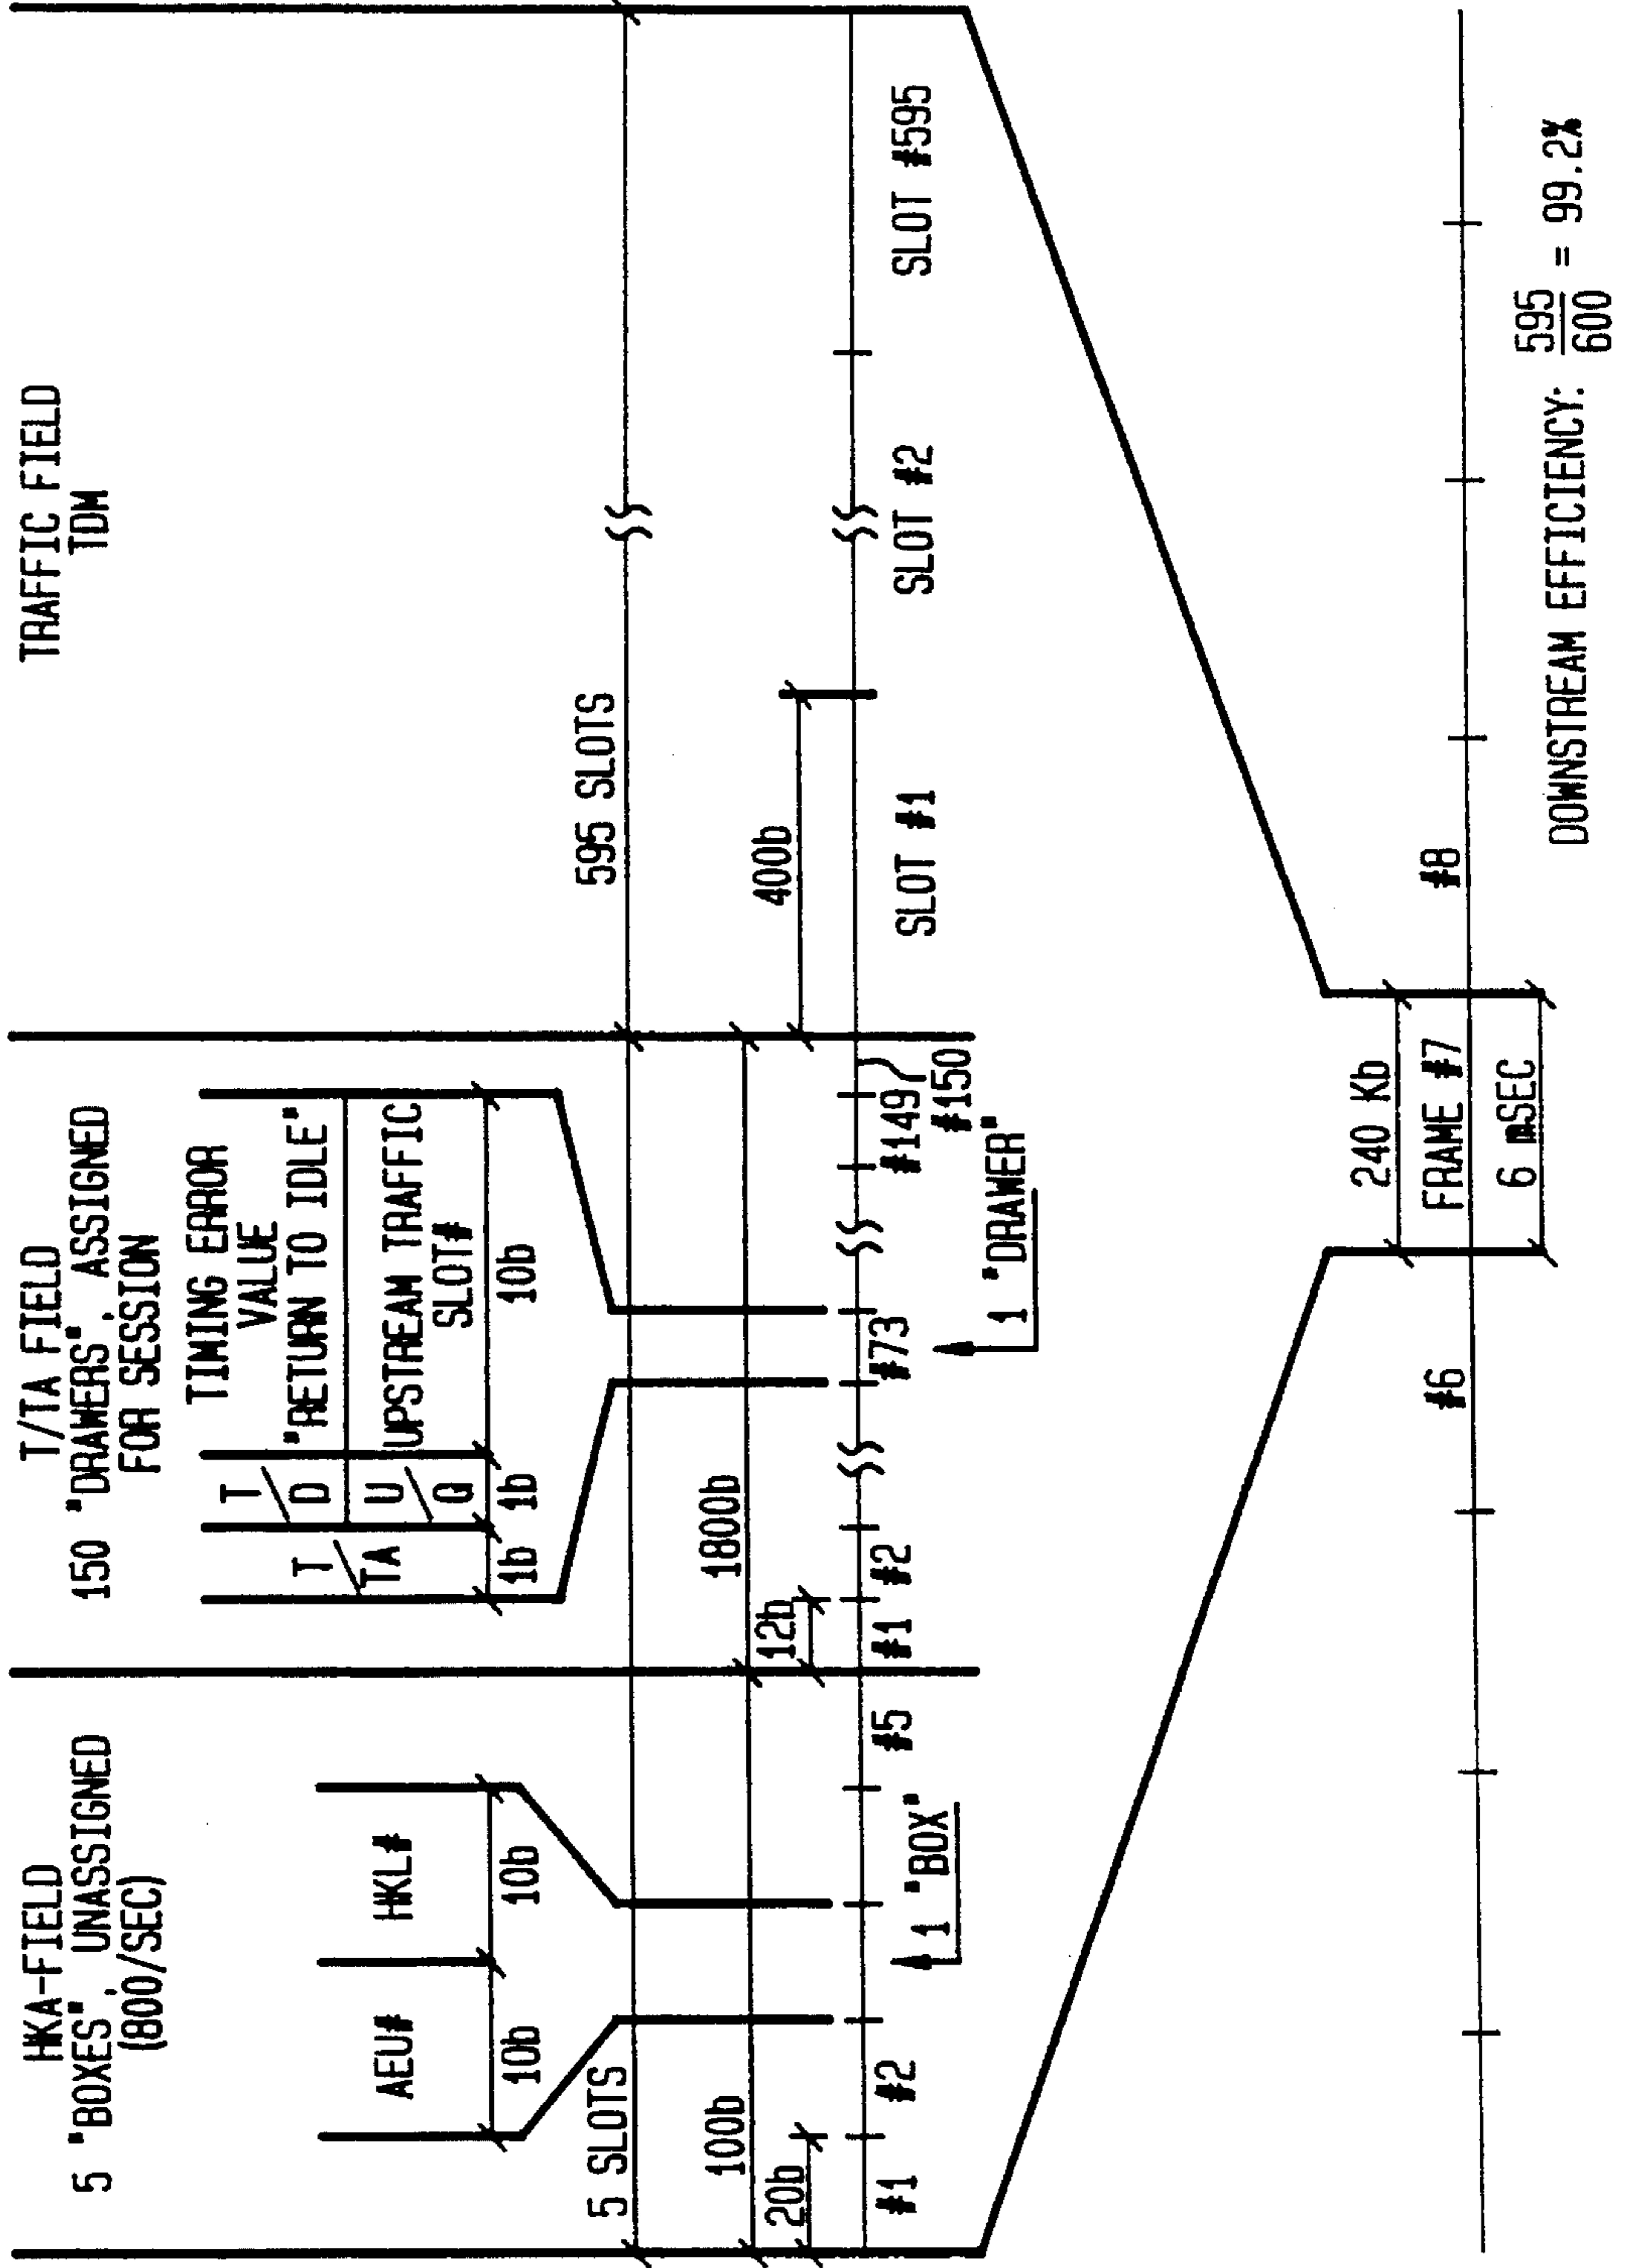 HKA-FIELD
5 "BOXES", UNASSIGNED
(800/SEC)
AEU#
HKL#
10b
10b
5 SLOTS
100b
20b
#1
#2
#5
1 "BOX"
T/TA FIELD
150 "DRAWERS", ASSIGNED
FOR SESSION
T/TA
T/D
U/Q
TIMING ERROR
VALUE
"RETURN TO IDLE"
UPSTREAM TRAFFIC
SLOT#
1b
1b
10b
1800b
12b
#1
#2
#73
#149
#150
1 "DRAWER"
TRAFFIC FIELD
TDM
595 SLOTS
400b
SLOT #1
SLOT #2
SLOT #595
240 Kb
#6
FRAME #7
#8
6 mSEC
DOWNSTREAM EFFICIENCY: 595/600 = 99.2%